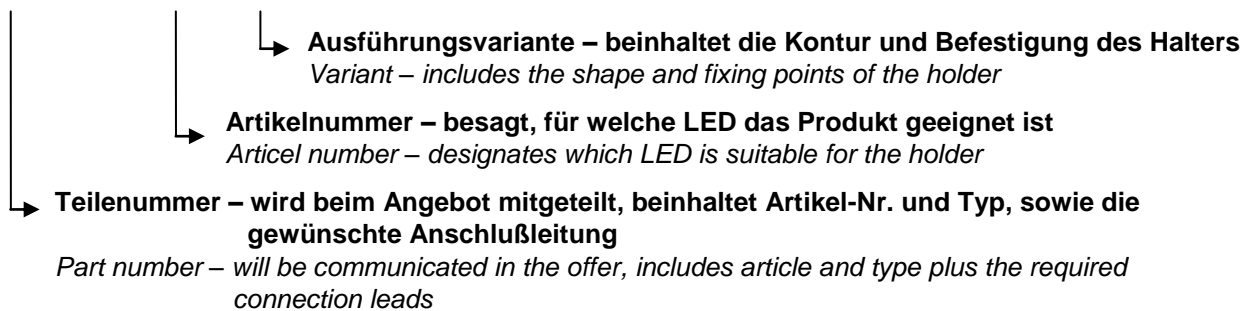 Ausführungsvariante – beinhaltet die Kontur und Befestigung des Halters
Variant – includes the shape and fixing points of the holder
Artikelnummer – besagt, für welche LED das Produkt geeignet ist
Articel number – designates which LED is suitable for the holder
Teilenummer – wird beim Angebot mitgeteilt, beinhaltet Artikel-Nr. und Typ, sowie die
gewünschte Anschlußleitung
Part number – will be communicated in the offer, includes article and type plus the required
connection leads